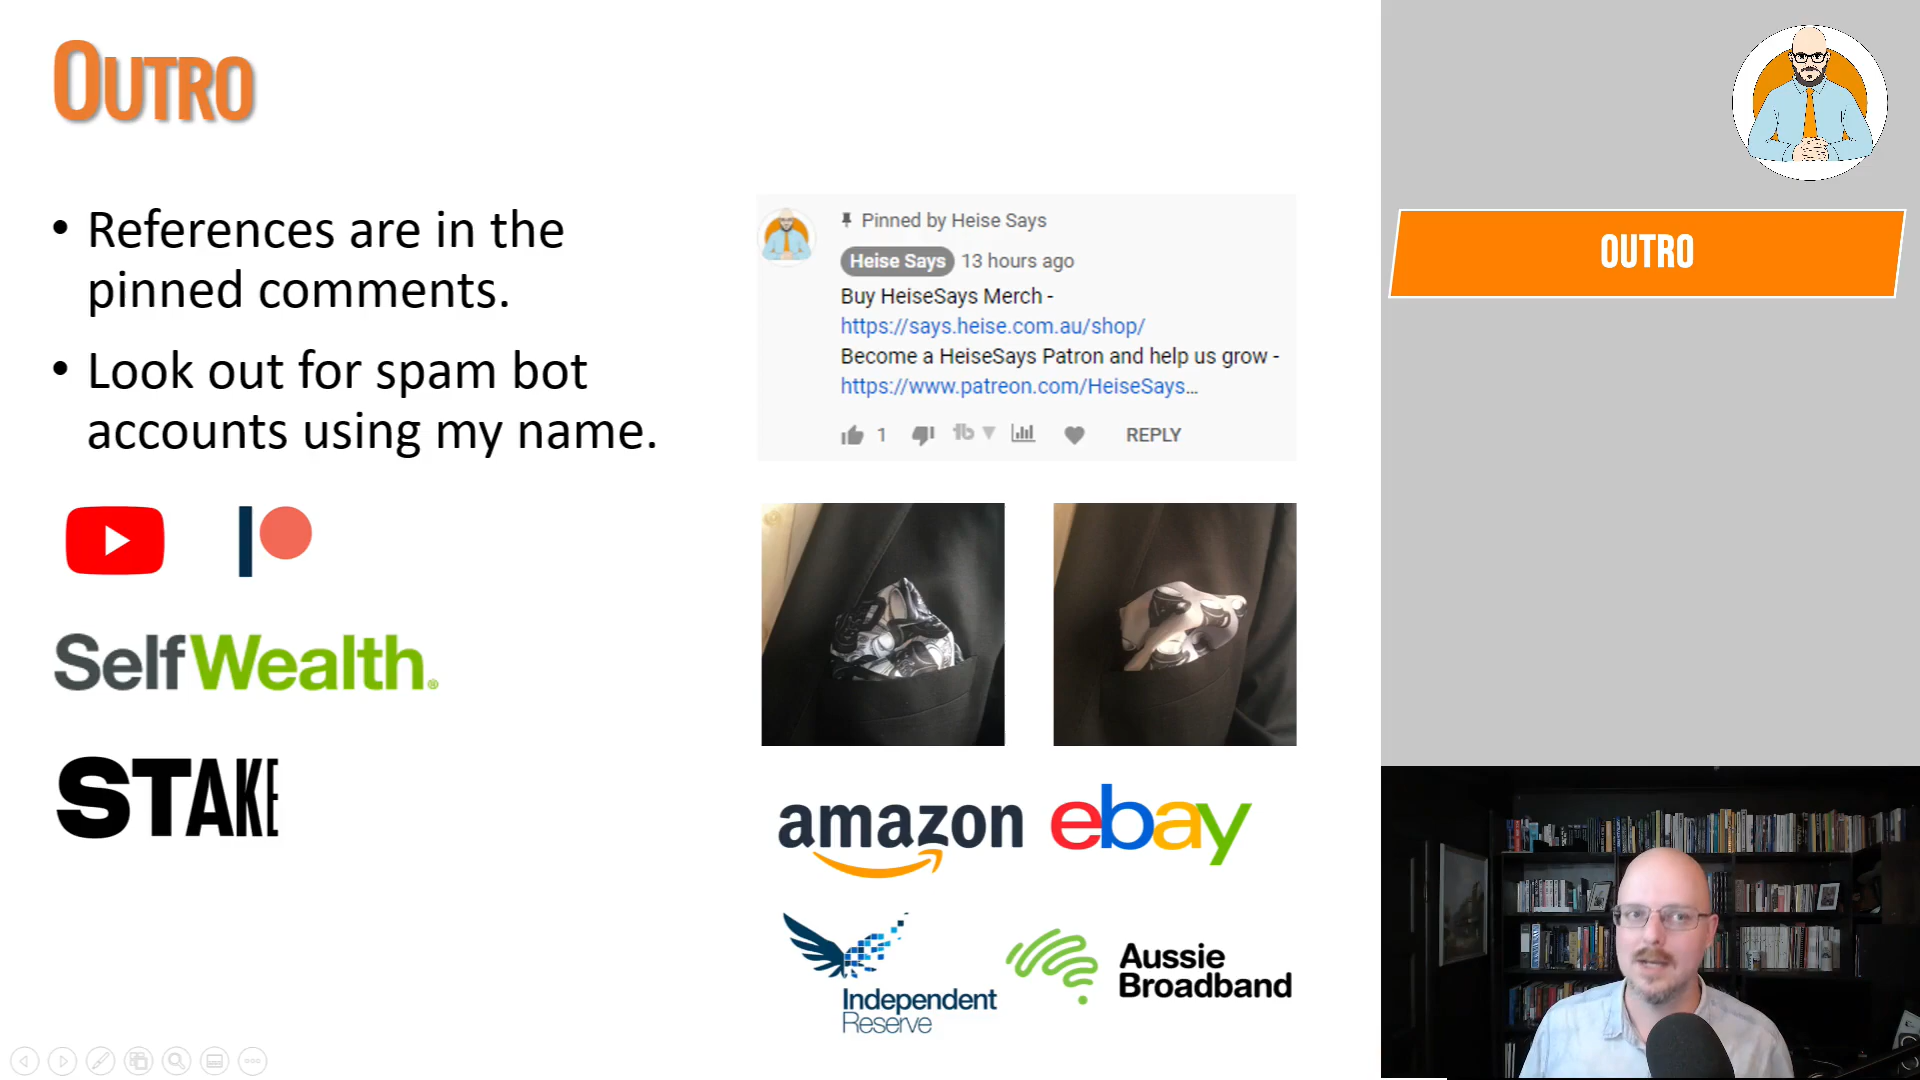 OUTRO
• References are in the
pinned comments.
• Look out for spam bot
accounts using my name.
SelfWealth®
STAKE
Pinned by Heise Says
Heise Says 13 hours ago
Buy HeiseSays Merch -
https://says.heise.com.au/shop/
Become a HeiseSays Patron and help us grow -
https://www.patreon.com/HeiseSays...
1 tb REPLY
amazon ebay
Independent
Reserve
Aussie
Broadband
OUTRO